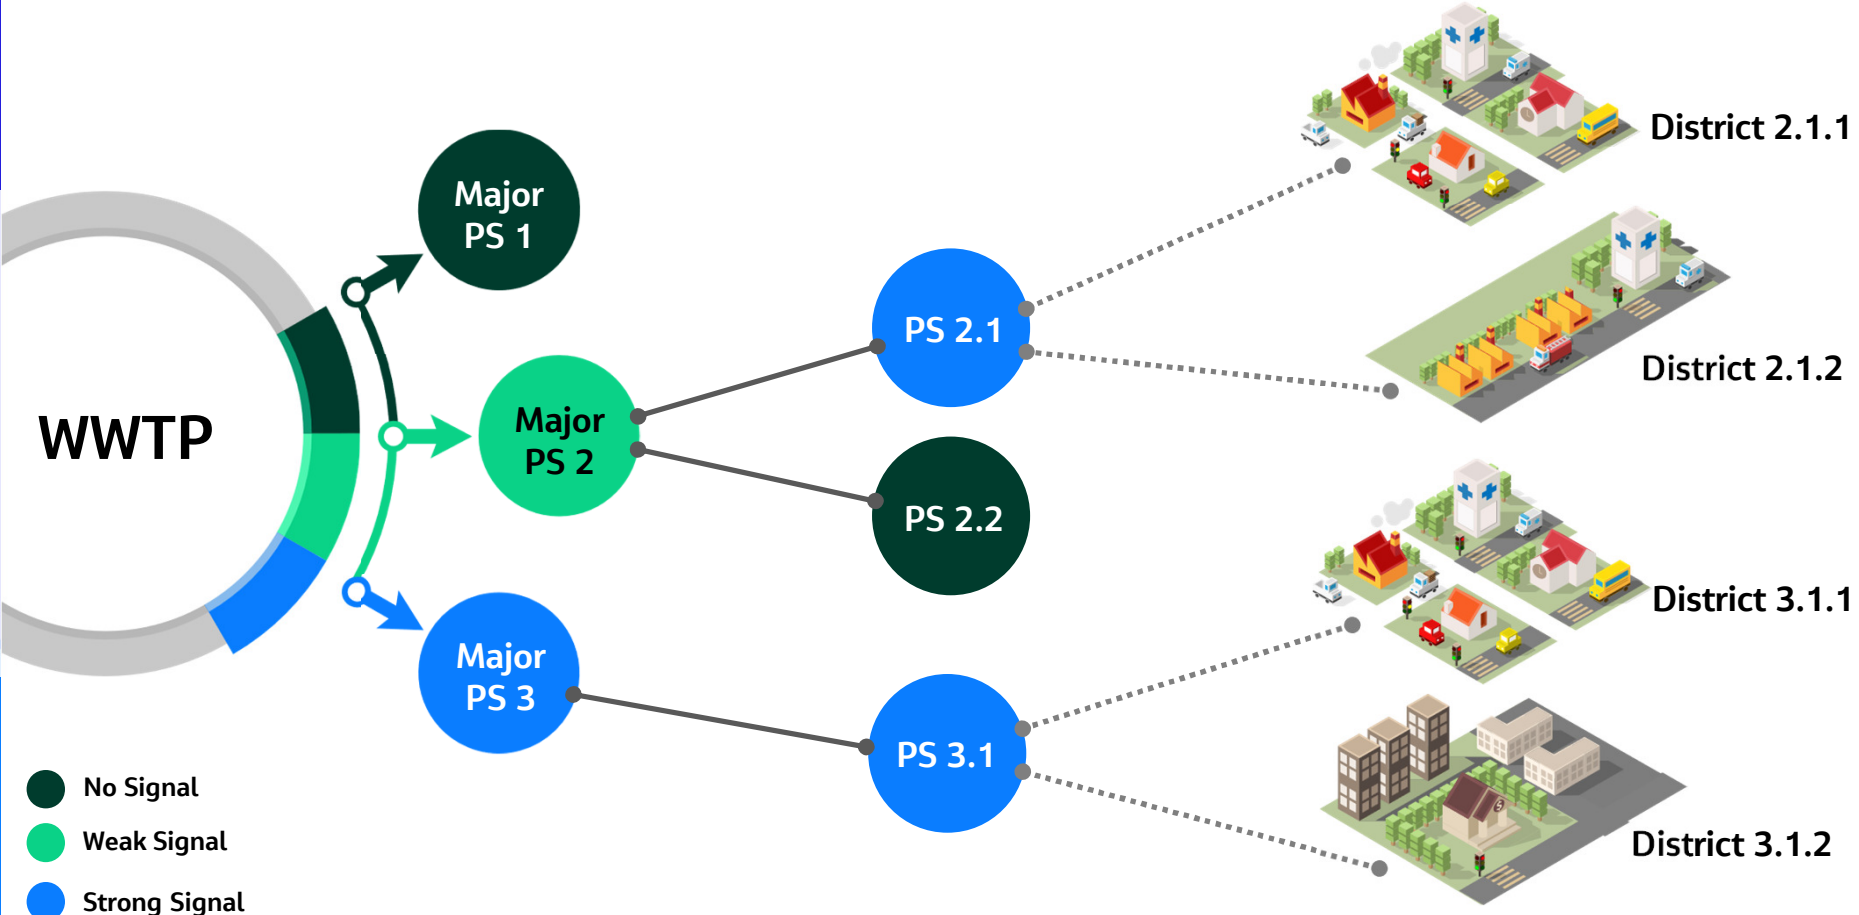 WWTP
Major
PS 1
Major
PS 2
Major
PS 3
PS 2.1
PS 2.2
PS 3.1
District 2.1.1
District 2.1.2
District 3.1.1
District 3.1.2
No Signal
Weak Signal
Strong Signal